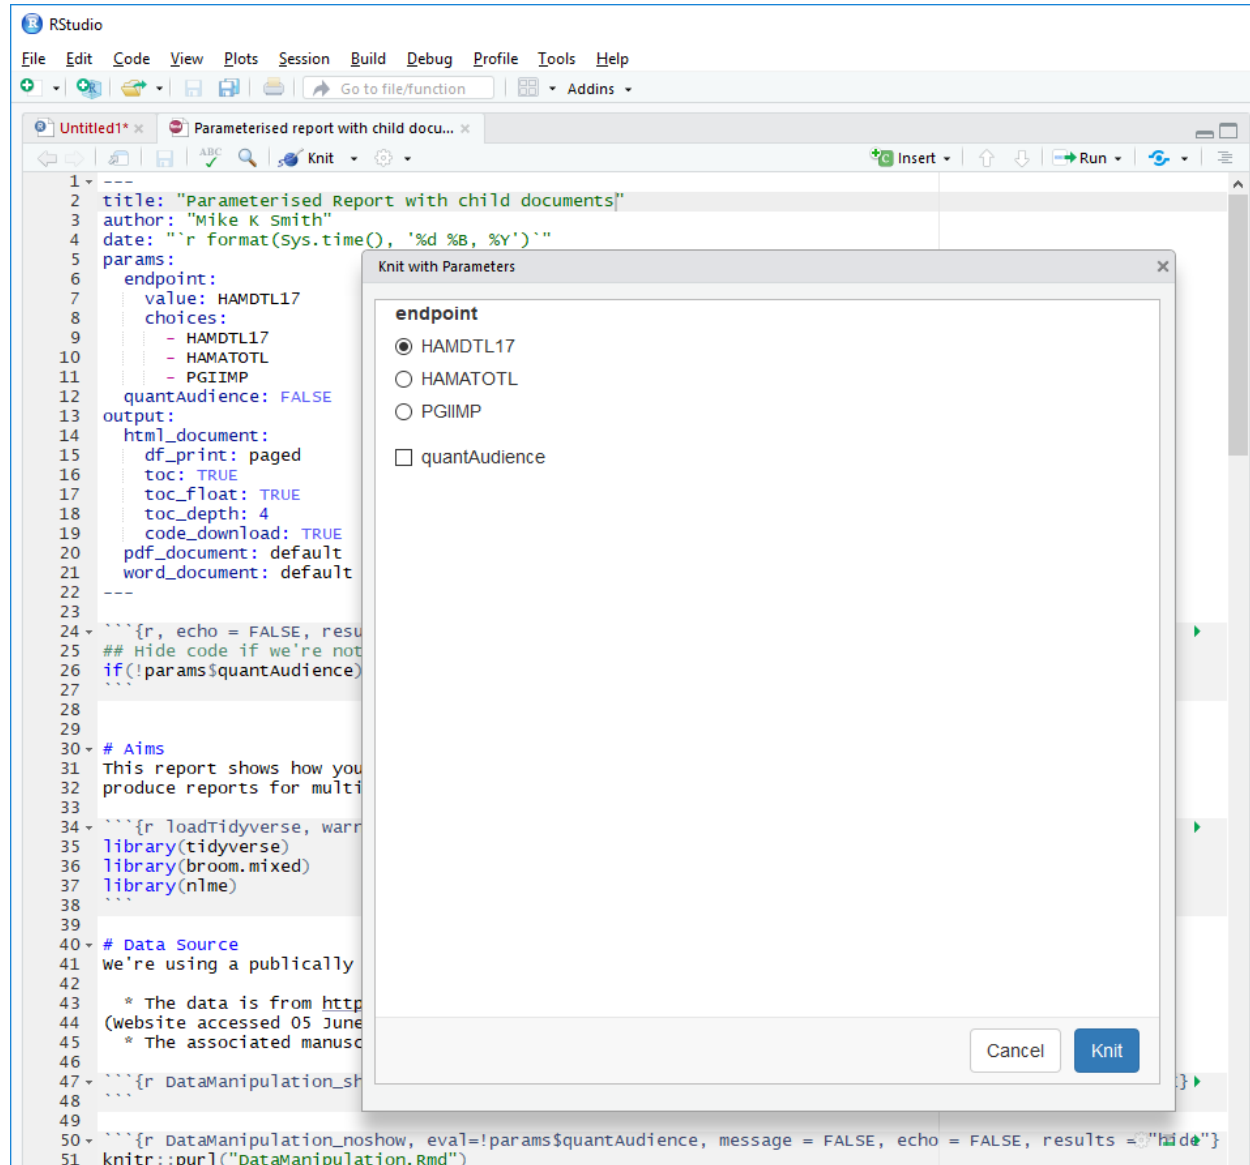 RStudio
File Edit Code View Plots Session Build Debug Profile Tools Help
Go to file/function Addins
Untitled1* × Parameterised report with child docu... ×
ABC Knit Insert Run
1 ---
2 title: "Parameterised Report with child documents"
3 author: "Mike K Smith"
4 date: "`r format(Sys.time(), '%d %B, %Y')`"
5 params:
6 endpoint:
7 value: HAMDTL17
8 choices:
9 - HAMDTL17
10 - HAMATOTL
11 - PGIIMP
12 quantAudience: FALSE
13 output:
14 html_document:
15 df_print: paged
16 toc: TRUE
17 toc_float: TRUE
18 toc_depth: 4
19 code_download: TRUE
20 pdf_document: default
21 word_document: default
22 ---
23
24 ```{r, echo = FALSE, resu
25 ## Hide code if we're not
26 if(!params$quantAudience)
27 ```
28
29
30 # Aims
31 This report shows how you
32 produce reports for multi
33
34 ```{r loadTidyverse, warr
35 library(tidyverse)
36 library(broom.mixed)
37 library(nlme)
38 ```
39
40 # Data Source
41 We're using a publically
42
43 * The data is from http
44 (Website accessed 05 June
45 * The associated manusc
46
47 ```{r DataManipulation_sh }
48 ```
49
50 ```{r DataManipulation_noshow, eval=!params$quantAudience, message = FALSE, echo = FALSE, results = "hide"}
51 knitr::purl("DataManipulation.Rmd")
Knit with Parameters ×
endpoint
HAMDTL17
HAMATOTL
PGIIMP
quantAudience
Cancel Knit